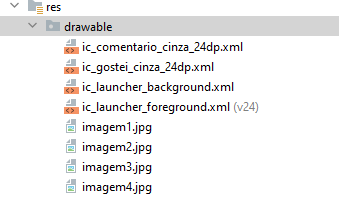 res
drawable
ic_comentario_cinza_24dp.xml
ic_gostei_cinza_24dp.xml
ic_launcher_background.xml
ic_launcher_foreground.xml (v24)
imagem1.jpg
imagem2.jpg
imagem3.jpg
imagem4.jpg